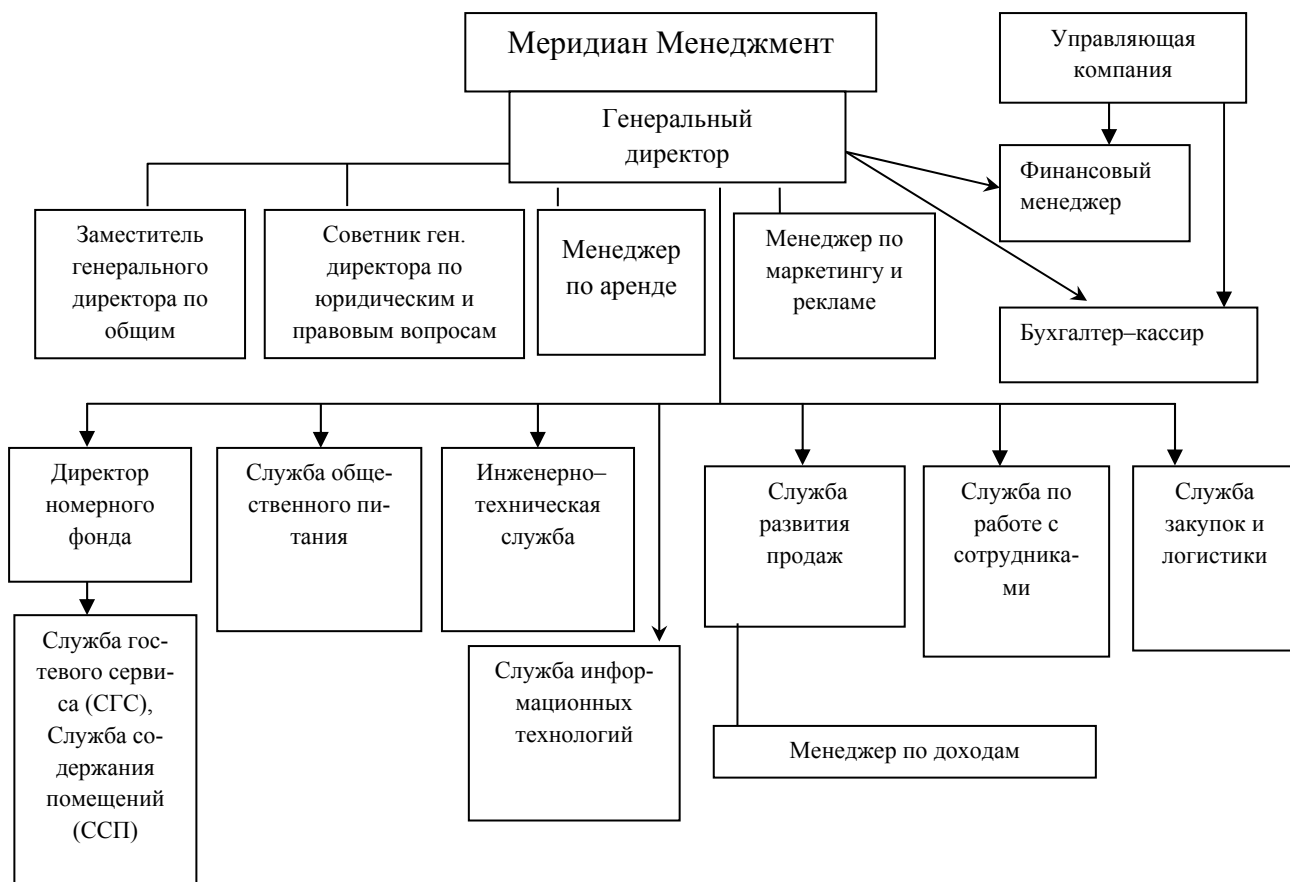 Меридиан Менеджмент
Управляющая
компания
Генеральный
директор
Финансовый
менеджер
Заместитель
генерального
директора по
общим
Советник ген.
директора по
юридическим и
правовым вопросам
Менеджер
по аренде
Менеджер по
маркетингу и
рекламе
Бухгалтер–кассир
Директор
номерного
фонда
Служба обще-
ственного пи-
тания
Инженерно–
техническая
служба
Служба
развития
продаж
Служба по
работе с
сотрудника-
ми
Служба
закупок и
логистики
Служба гос-
тевого серви-
са (СГС),
Служба со-
держания
помещений
(ССП)
Служба инфор-
мационных
технологий
Менеджер по доходам